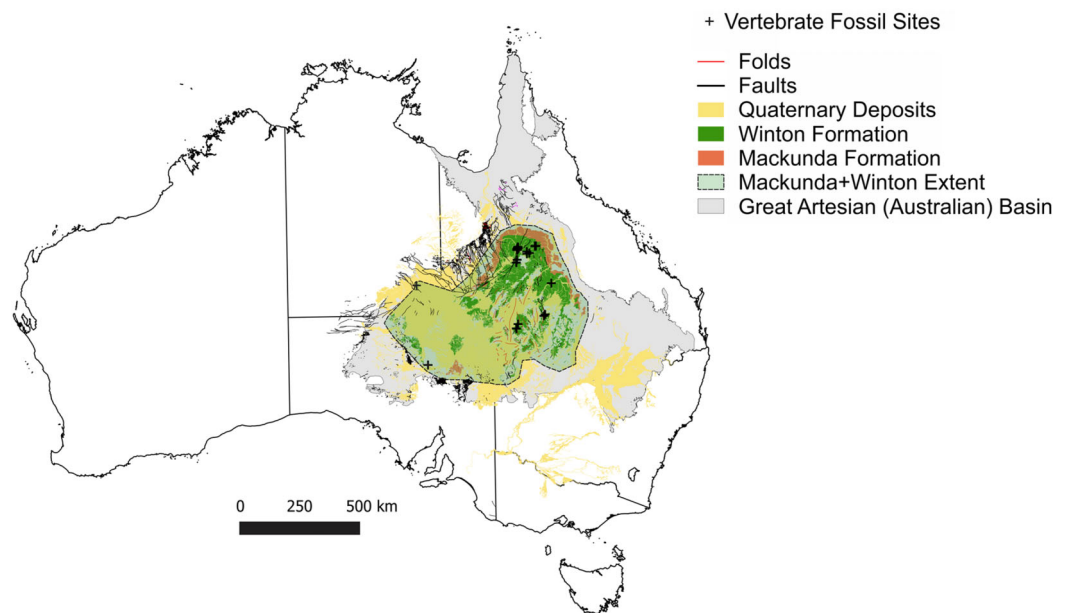 + Vertebrate Fossil Sites
Folds
Faults
Quaternary Deposits
Winton Formation
Mackunda Formation
Mackunda+Winton Extent
Great Artesian (Australian) Basin
0 250 500 km